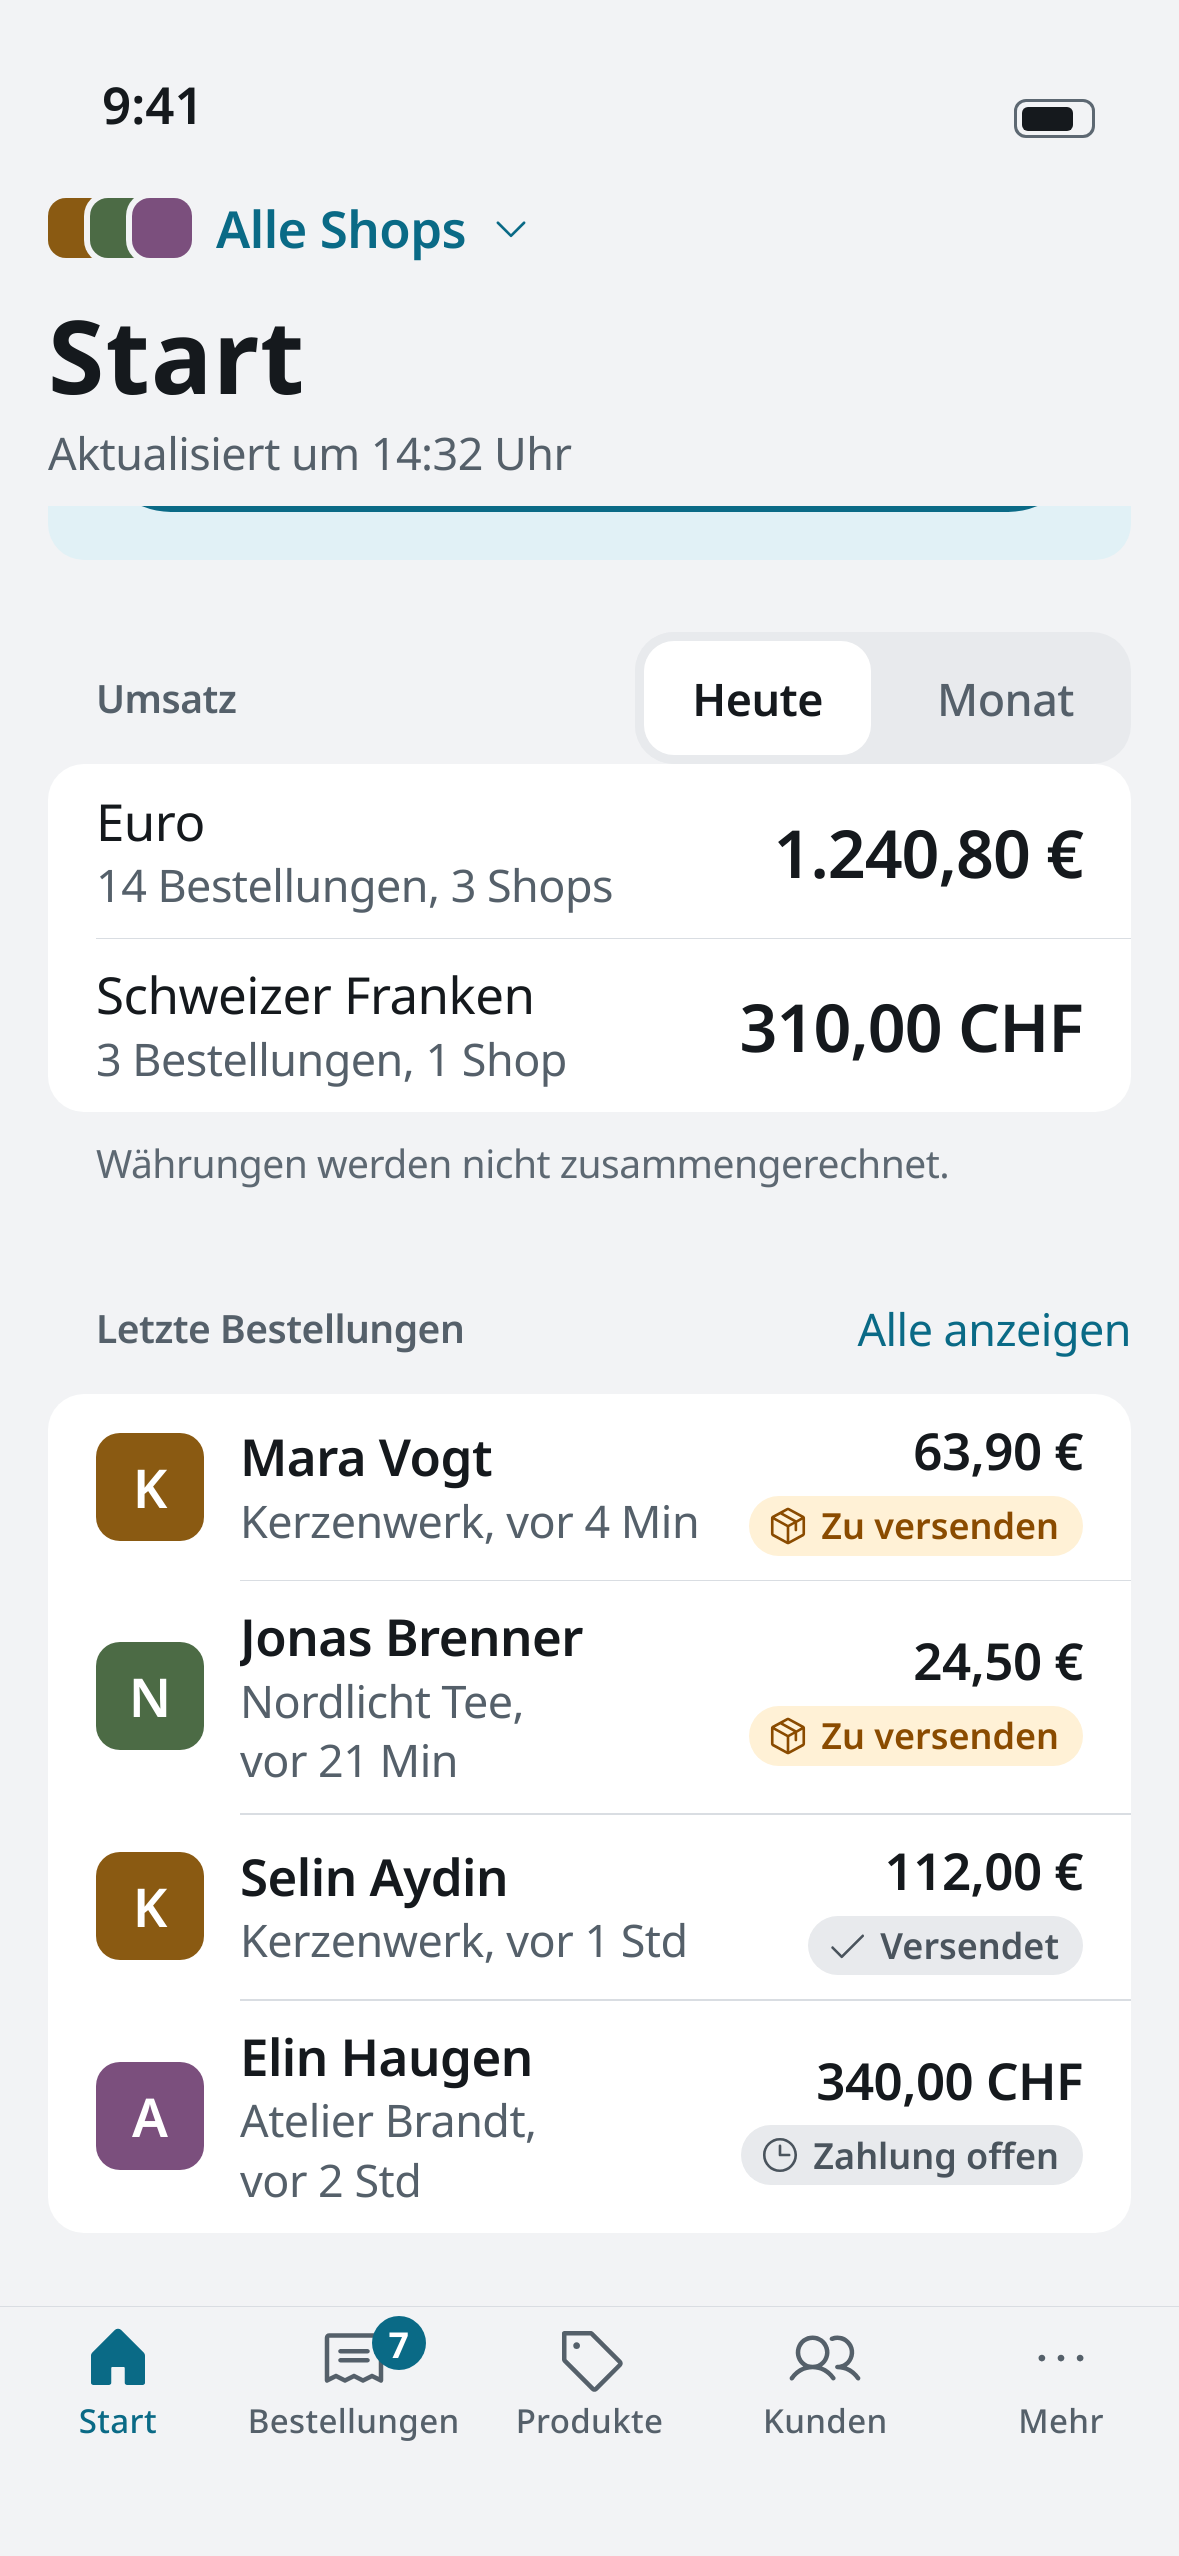 9:41
Alle Shops
Start
Aktualisiert um 14:32 Uhr
Umsatz
Heute
Monat
Euro
1.240,80 €
14 Bestellungen, 3 Shops
Schweizer Franken
310,00 CHF
3 Bestellungen, 1 Shop
Währungen werden nicht zusammengerechnet.
Letzte Bestellungen
Alle anzeigen
K
Mara Vogt
63,90 €
Kerzenwerk, vor 4 Min
Zu versenden
N
Jonas Brenner
24,50 €
Nordlicht Tee,
vor 21 Min
Zu versenden
K
Selin Aydin
112,00 €
Kerzenwerk, vor 1 Std
Versendet
A
Elin Haugen
340,00 CHF
Atelier Brandt,
vor 2 Std
Zahlung offen
7
Start
Bestellungen
Produkte
Kunden
Mehr